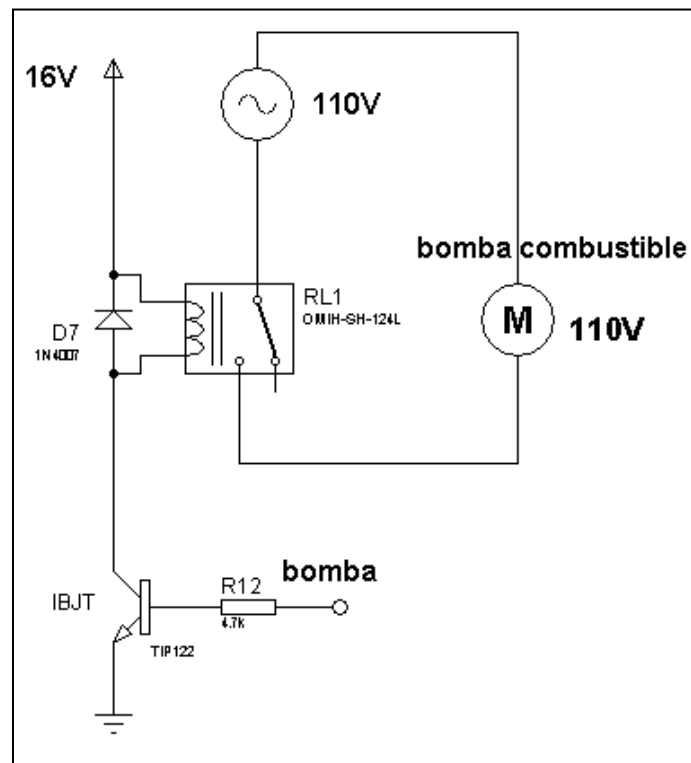 16V
110V
bomba combustible
RL1
OMIH-SH-124L
M
110V
D7
1N4007
bomba
R12
4.7k
IBJT
TIP122